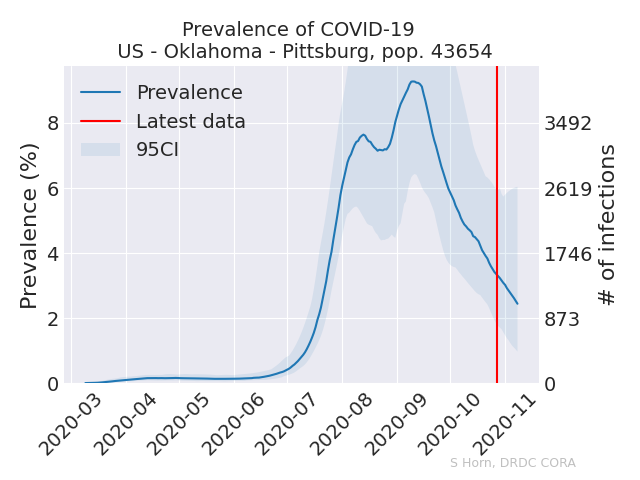 Prevalence of COVID-19
US - Oklahoma - Pittsburg, pop. 43654
Prevalence
Latest data
95CI
Prevalence (%)
8
6
4
2
0
3492
2619
1746
873
0
# of infections
2020-03
2020-04
2020-05
2020-06
2020-07
2020-08
2020-09
2020-10
2020-11
S Horn, DRDC CORA